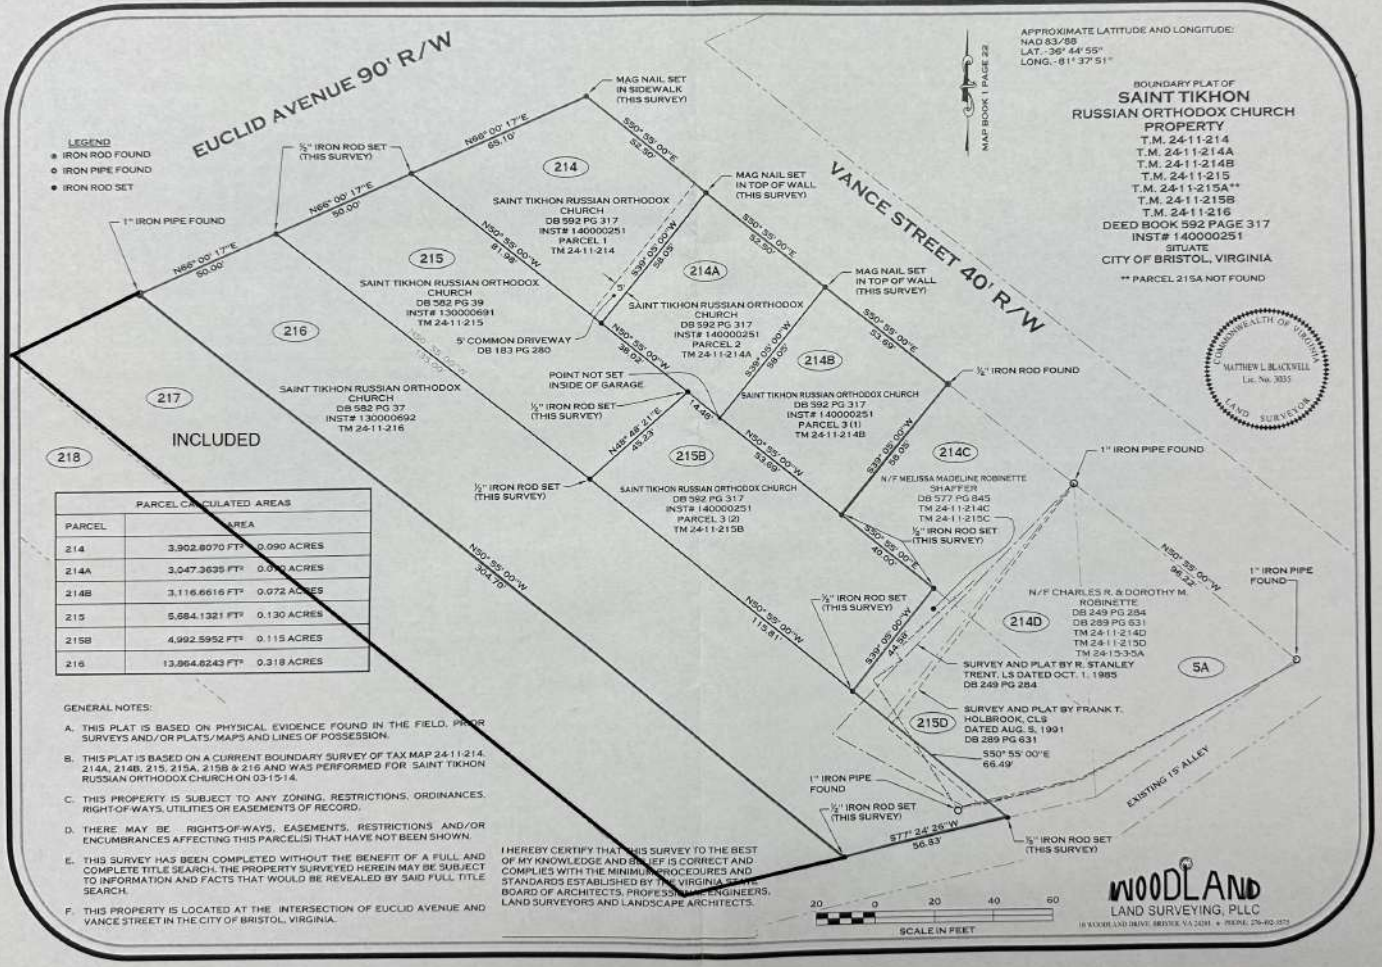 EUCLID AVENUE 90' R/W
VANCE STREET 40' R/W
MAP BOOK 1 PAGE 22
APPROXIMATE LATITUDE AND LONGITUDE:
NAD 83/88
LAT. -36° 44' 55"
LONG. -81° 37' 51"
BOUNDARY PLAT OF
SAINT TIKHON
RUSSIAN ORTHODOX CHURCH
PROPERTY
T.M. 24-11-214
T.M. 24-11-214A
T.M. 24-11-214B
T.M. 24-11-215
T.M. 24-11-215A**
T.M. 24-11-215B
T.M. 24-11-216
DEED BOOK 592 PAGE 317
INST# 140000251
SITUATE
CITY OF BRISTOL, VIRGINIA
** PARCEL 215A NOT FOUND
COMMONWEALTH OF VIRGINIA
MATTHEW L. BLACKWELL
Lic. No. 3035
LAND SURVEYOR
LEGEND
IRON ROD FOUND
IRON PIPE FOUND
IRON ROD SET
1" IRON PIPE FOUND
½" IRON ROD SET
(THIS SURVEY)
MAG NAIL SET
IN SIDEWALK
(THIS SURVEY)
MAG NAIL SET
IN TOP OF WALL
(THIS SURVEY)
MAG NAIL SET
IN TOP OF WALL
(THIS SURVEY)
½" IRON ROD FOUND
1" IRON PIPE FOUND
1" IRON PIPE
FOUND
N66° 00' 17"E
50.00'
N66° 00' 17"E
50.00'
N66° 00' 17"E
65.10'
S50° 55' 00"E
52.50'
S50° 55' 00"E
52.50'
S50° 55' 00"E
53.69'
214
SAINT TIKHON RUSSIAN ORTHODOX
CHURCH
DB 592 PG 317
INST# 140000251
PARCEL 1
TM 24-11-214
N50° 55' 00"W
81.98'
S39° 05' 00"W
58.05'
5'
215
SAINT TIKHON RUSSIAN ORTHODOX
CHURCH
DB 582 PG 39
INST# 130000691
TM 24-11-215
5' COMMON DRIVEWAY
DB 183 PG 280
214A
SAINT TIKHON RUSSIAN ORTHODOX
CHURCH
DB 592 PG 317
INST# 140000251
PARCEL 2
TM 24-11-214A
N50° 55' 00"W
38.02'
S39° 05' 00"W
58.05'
POINT NOT SET
INSIDE OF GARAGE
14.48'
214B
SAINT TIKHON RUSSIAN ORTHODOX CHURCH
DB 592 PG 317
INST# 140000251
PARCEL 3 (1)
TM 24-11-214B
S39° 05' 00"W
58.05'
216
SAINT TIKHON RUSSIAN ORTHODOX
CHURCH
DB 582 PG 37
INST# 130000692
TM 24-11-216
½" IRON ROD SET
(THIS SURVEY)
N48° 48' 21"E
45.23'
½" IRON ROD SET
(THIS SURVEY)
215B
SAINT TIKHON RUSSIAN ORTHODOX CHURCH
DB 592 PG 317
INST# 140000251
PARCEL 3 (2)
TM 24-11-215B
N50° 55' 00"W
53.69'
214C
N/F MELISSA MADELINE ROBINETTE
SHAFFER
DB 577 PG 845
TM 24-11-214C
TM 24-11-215C
½" IRON ROD SET
(THIS SURVEY)
S50° 55' 00"E
40.00'
N50° 55' 00"W
96.22'
N50° 55' 00"W
304.70'
N50° 55' 00"W
115.81'
½" IRON ROD SET
(THIS SURVEY)
S39° 05' 00"W
44.58'
214D
N/F CHARLES R. & DOROTHY M.
ROBINETTE
DB 249 PG 284
DB 289 PG 631
TM 24-11-214D
TM 24-11-215D
TM 24-15-3-5A
5A
SURVEY AND PLAT BY R. STANLEY
TRENT, LS DATED OCT. 1, 1985
DB 249 PG 284
SURVEY AND PLAT BY FRANK T.
HOLBROOK, CLS
DATED AUG. 5, 1991
DB 289 PG 631
215D
S50° 55' 00"E
66.49'
EXISTING 15' ALLEY
1" IRON PIPE
FOUND
½" IRON ROD SET
(THIS SURVEY)
S77° 24' 26"W
56.83'
½" IRON ROD SET
(THIS SURVEY)
217
INCLUDED
218
PARCEL CALCULATED AREAS
PARCEL AREA
214 3,902.8070 FT² 0.090 ACRES
214A 3,047.3635 FT² 0.070 ACRES
214B 3,116.6616 FT² 0.072 ACRES
215 5,684.1321 FT² 0.130 ACRES
215B 4,992.5952 FT² 0.115 ACRES
216 13,864.8243 FT² 0.318 ACRES
GENERAL NOTES:
A. THIS PLAT IS BASED ON PHYSICAL EVIDENCE FOUND IN THE FIELD, PRIOR
SURVEYS AND/OR PLATS/MAPS AND LINES OF POSSESSION.
B. THIS PLAT IS BASED ON A CURRENT BOUNDARY SURVEY OF TAX MAP 24-11-214,
214A, 214B, 215, 215A, 215B & 216 AND WAS PERFORMED FOR SAINT TIKHON
RUSSIAN ORTHODOX CHURCH ON 03-15-14.
C. THIS PROPERTY IS SUBJECT TO ANY ZONING, RESTRICTIONS, ORDINANCES,
RIGHT-OF-WAYS, UTILITIES OR EASEMENTS OF RECORD.
D. THERE MAY BE RIGHTS-OF-WAYS, EASEMENTS, RESTRICTIONS AND/OR
ENCUMBRANCES AFFECTING THIS PARCEL(S) THAT HAVE NOT BEEN SHOWN.
E. THIS SURVEY HAS BEEN COMPLETED WITHOUT THE BENEFIT OF A FULL AND
COMPLETE TITLE SEARCH. THE PROPERTY SURVEYED HEREIN MAY BE SUBJECT
TO INFORMATION AND FACTS THAT WOULD BE REVEALED BY SAID FULL TITLE
SEARCH.
F. THIS PROPERTY IS LOCATED AT THE INTERSECTION OF EUCLID AVENUE AND
VANCE STREET IN THE CITY OF BRISTOL, VIRGINIA.
I HEREBY CERTIFY THAT THIS SURVEY TO THE BEST
OF MY KNOWLEDGE AND BELIEF IS CORRECT AND
COMPLIES WITH THE MINIMUM PROCEDURES AND
STANDARDS ESTABLISHED BY THE VIRGINIA STATE
BOARD OF ARCHITECTS, PROFESSIONAL ENGINEERS,
LAND SURVEYORS AND LANDSCAPE ARCHITECTS.
20 0 20 40 60
SCALE IN FEET
WOODLAND
LAND SURVEYING, PLLC